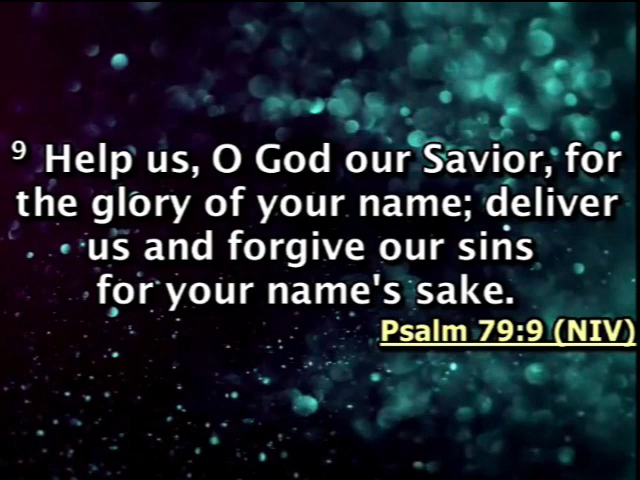 9 Help us, O God our Savior, for
the glory of your name; deliver
us and forgive our sins
for your name's sake.
Psalm 79:9 (NIV)